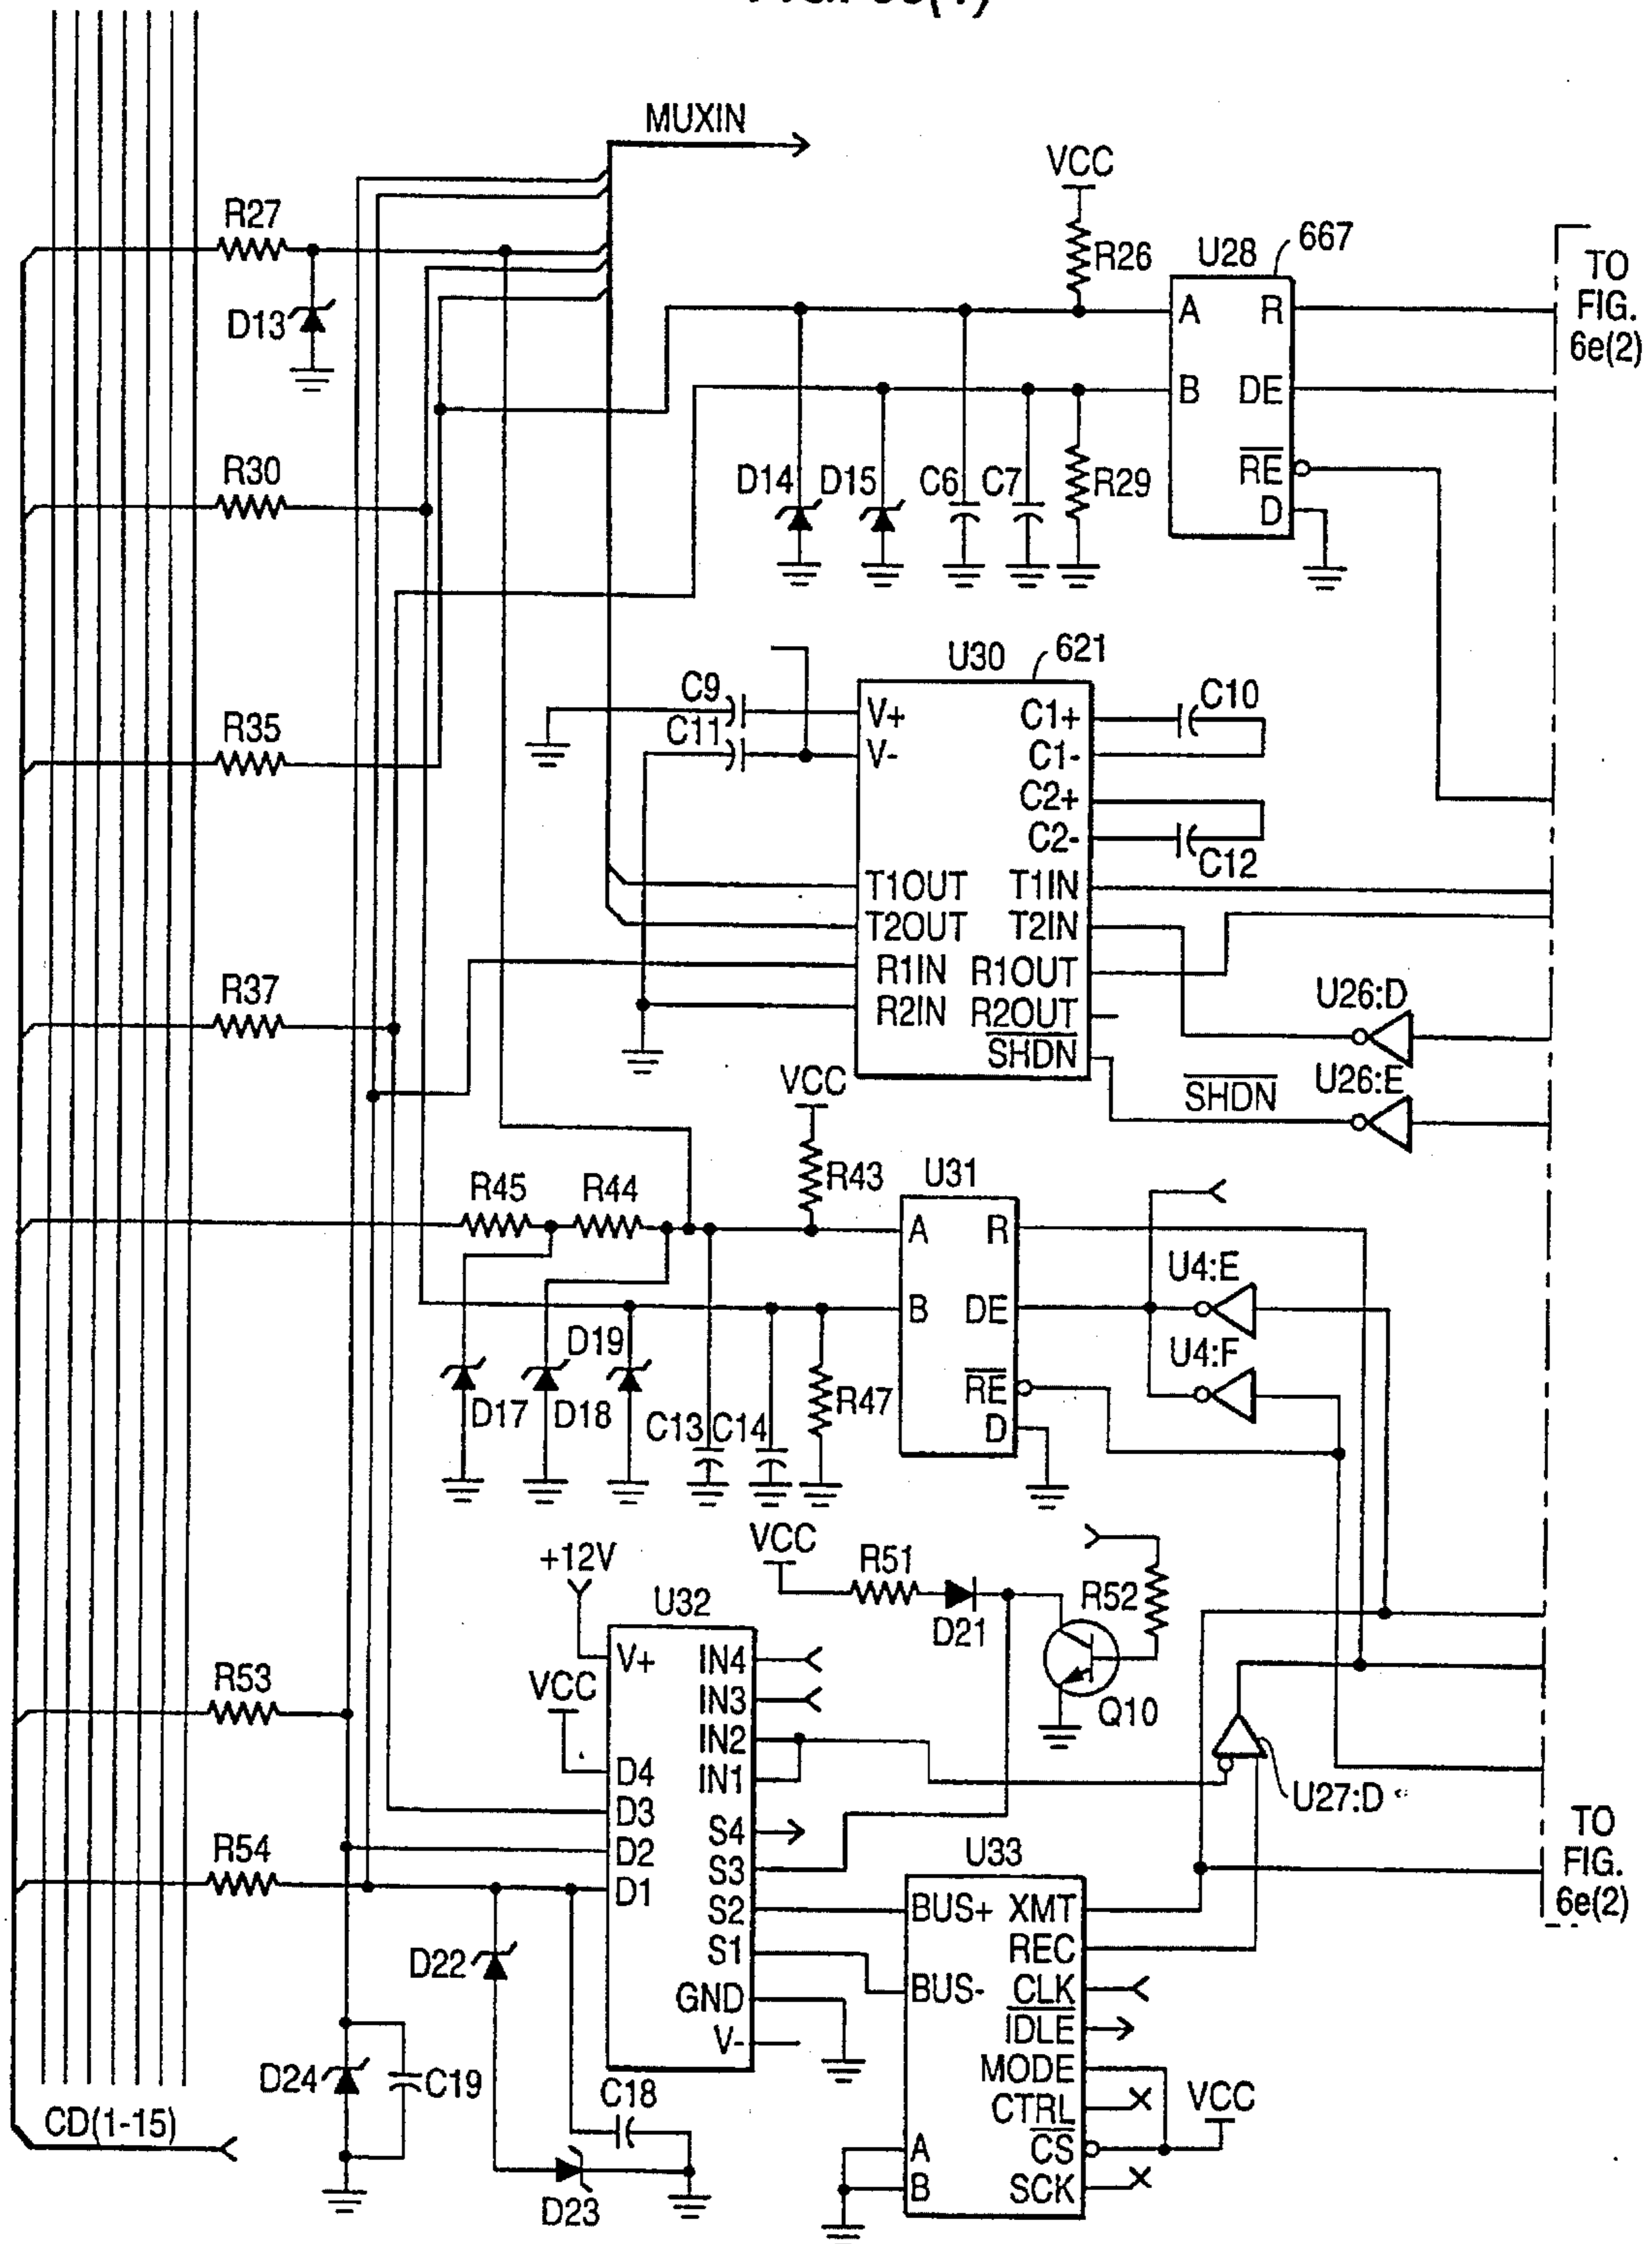 MUXIN
VCC
R27
R26
U28
667
TO
FIG.
6e(2)
D13
A
R
B
DE
R30
D14
D15
C6
C7
R29
RE
D
U30
621
C9
C10
V+
C1+
R35
C11
V-
C1-
C2+
C2-
C12
T1OUT
T1IN
T2OUT
T2IN
R1IN
R1OUT
R37
R2IN
R2OUT
U26:D
SHDN
VCC
SHDN
U26:E
R45
R44
R43
U31
A
R
U4:E
B
DE
D19
U4:F
RE
D17
D18
C13
C14
R47
D
VCC
+12V
R51
R52
U32
D21
V+
IN4
R53
VCC
IN3
Q10
IN2
D4
IN1
U27:D
D3
S4
TO
FIG.
6e(2)
R54
D2
S3
U33
D1
S2
BUS+
XMT
S1
REC
D22
BUS-
CLK
GND
IDLE
V-
MODE
D24
C19
C18
CTRL
VCC
CD(1-15)
A
CS
B
SCK
D23